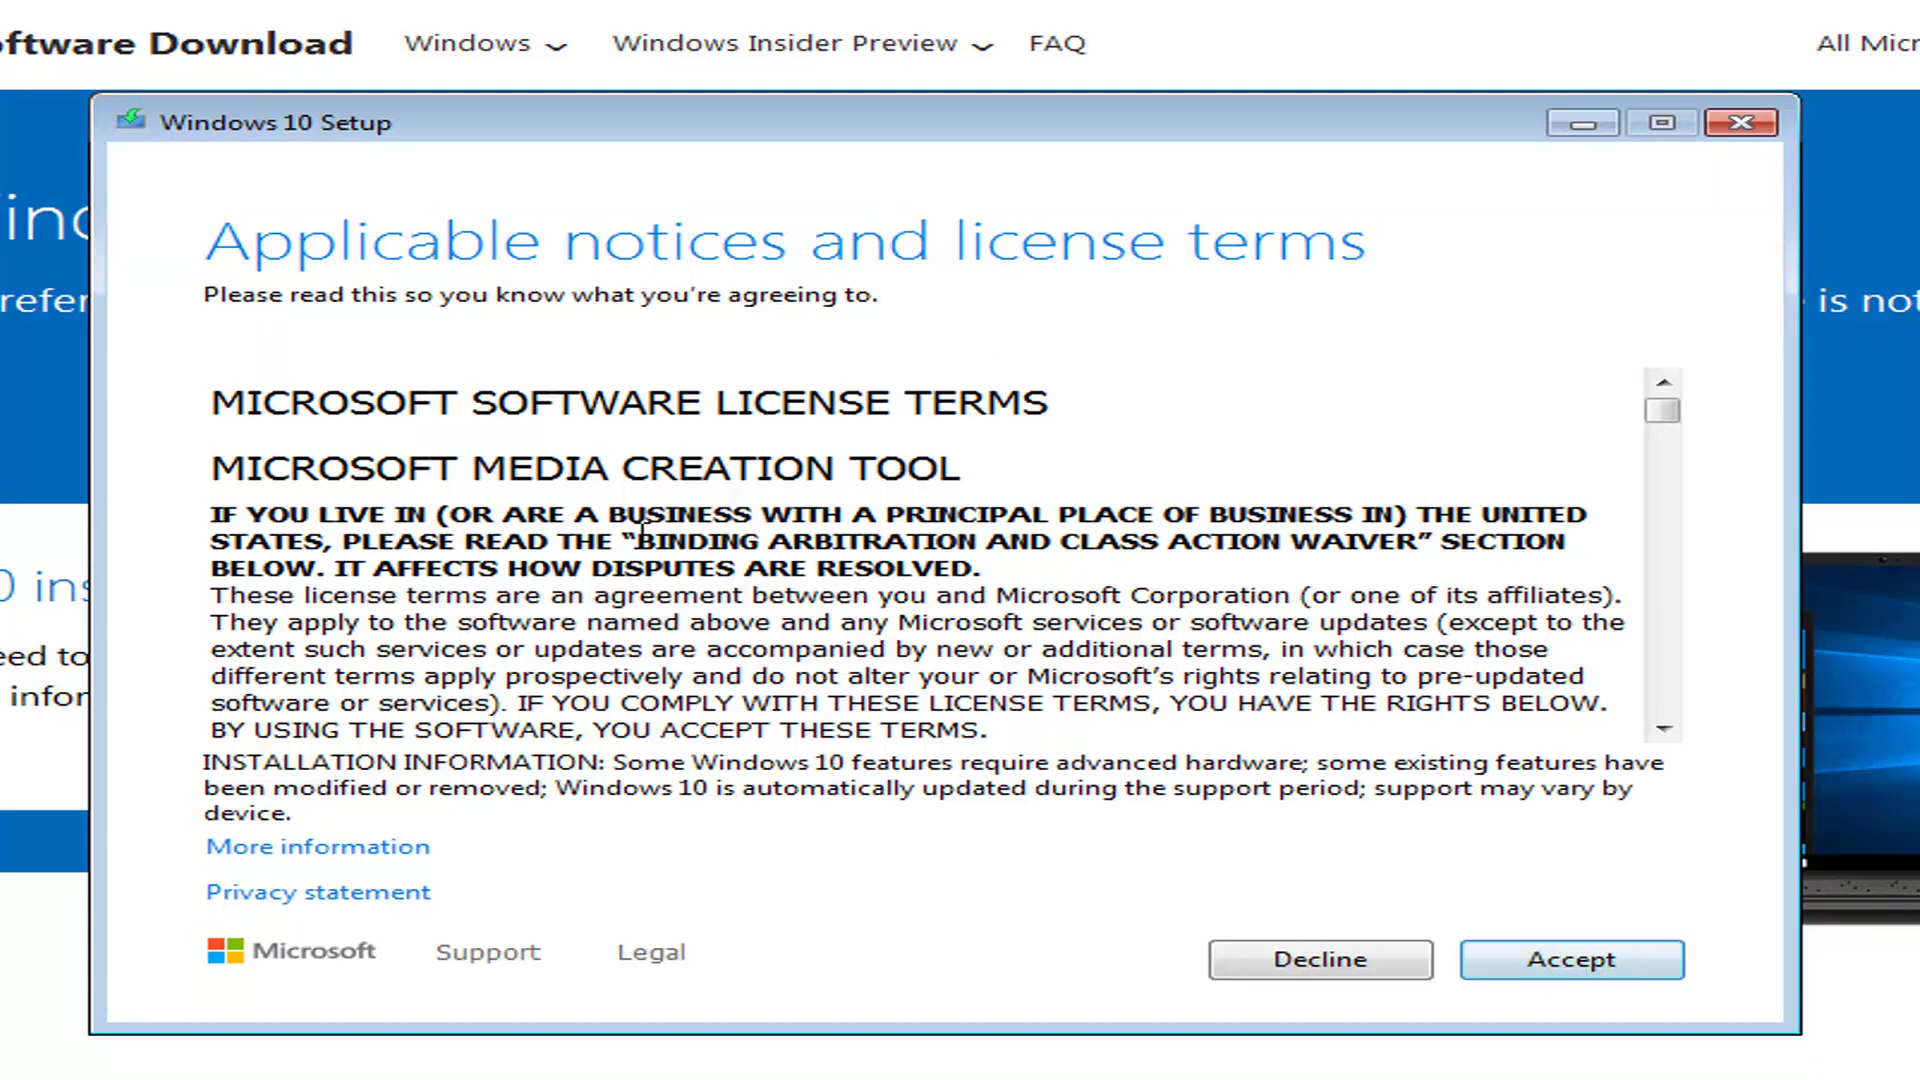 oftware Download
Windows
Windows Insider Preview
FAQ
All Micr
Windows 10 Setup
Applicable notices and license terms
Please read this so you know what you're agreeing to.
MICROSOFT SOFTWARE LICENSE TERMS
MICROSOFT MEDIA CREATION TOOL
IF YOU LIVE IN (OR ARE A BUSINESS WITH A PRINCIPAL PLACE OF BUSINESS IN) THE UNITED
STATES, PLEASE READ THE “BINDING ARBITRATION AND CLASS ACTION WAIVER” SECTION
BELOW. IT AFFECTS HOW DISPUTES ARE RESOLVED.
These license terms are an agreement between you and Microsoft Corporation (or one of its affiliates).
They apply to the software named above and any Microsoft services or software updates (except to the
extent such services or updates are accompanied by new or additional terms, in which case those
different terms apply prospectively and do not alter your or Microsoft’s rights relating to pre-updated
software or services). IF YOU COMPLY WITH THESE LICENSE TERMS, YOU HAVE THE RIGHTS BELOW.
BY USING THE SOFTWARE, YOU ACCEPT THESE TERMS.
INSTALLATION INFORMATION: Some Windows 10 features require advanced hardware; some existing features have
been modified or removed; Windows 10 is automatically updated during the support period; support may vary by
device.
More information
Privacy statement
Microsoft
Support
Legal
Decline
Accept
inc
refer
is not
0 ins
eed to
infor